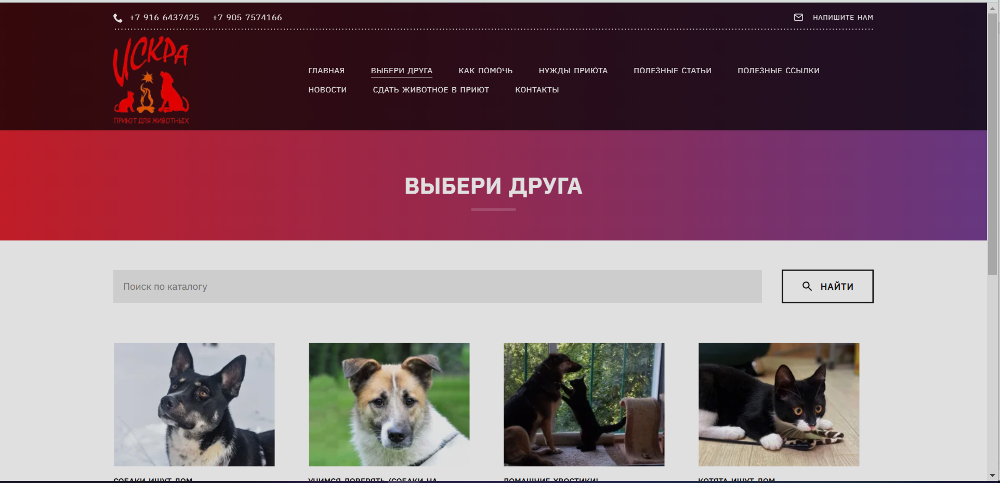 +7 916 6437425 +7 905 7574166 НАПИШИТЕ НАМ
ИСКРА
ПРИЮТ ДЛЯ ЖИВОТНЫХ
ГЛАВНАЯ ВЫБЕРИ ДРУГА КАК ПОМОЧЬ НУЖДЫ ПРИЮТА ПОЛЕЗНЫЕ СТАТЬИ ПОЛЕЗНЫЕ ССЫЛКИ
НОВОСТИ СДАТЬ ЖИВОТНОЕ В ПРИЮТ КОНТАКТЫ
ВЫБЕРИ ДРУГА
Поиск по каталогу НАЙТИ
СОБАКИ ИЩУТ ДОМ УЧИМСЯ ДОВЕРЯТЬ (СОБАКИ НА ДОМАШНИЕ ХВОСТИКИ! КОТЯТА ИЩУТ ДОМ